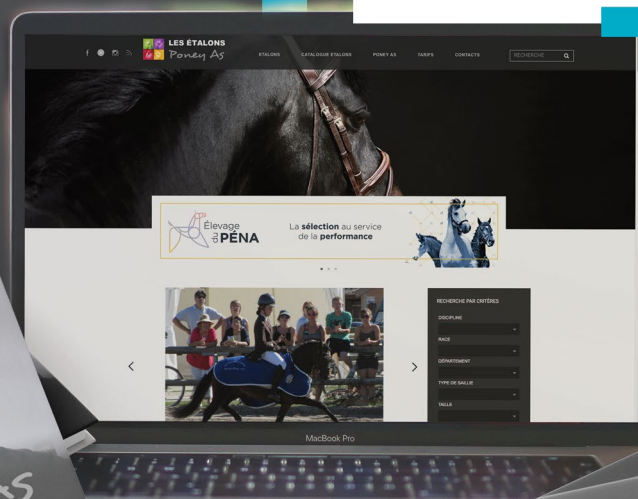 LES ÉTALONS
Poney As
ETALONS CATALOGUE ETALONS PONEY AS TARIFS CONTACTS RECHERCHE
Élevage
du PÉNA
La sélection au service
de la performance
RECHERCHE PAR CRITÈRES
DISCIPLINE
RACE
DÉPARTEMENT
TYPE DE SAILLIE
TAILLE
MacBook Pro